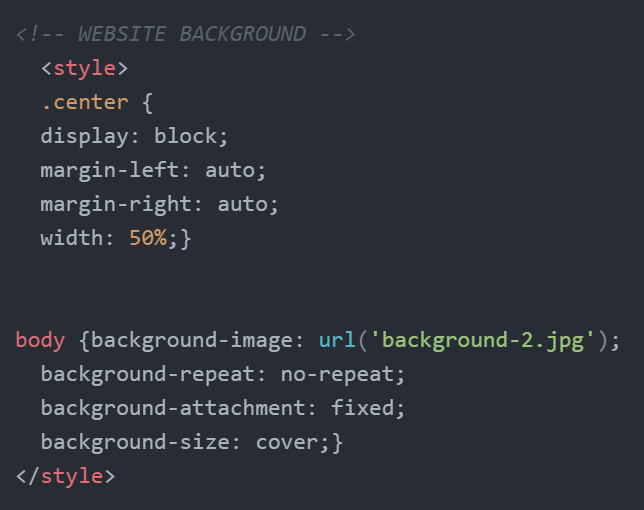 <!-- WEBSITE BACKGROUND -->
<style>
.center {
display: block;
margin-left: auto;
margin-right: auto;
width: 50%;}
body {background-image: url('background-2.jpg');
background-repeat: no-repeat;
background-attachment: fixed;
background-size: cover;}
</style>